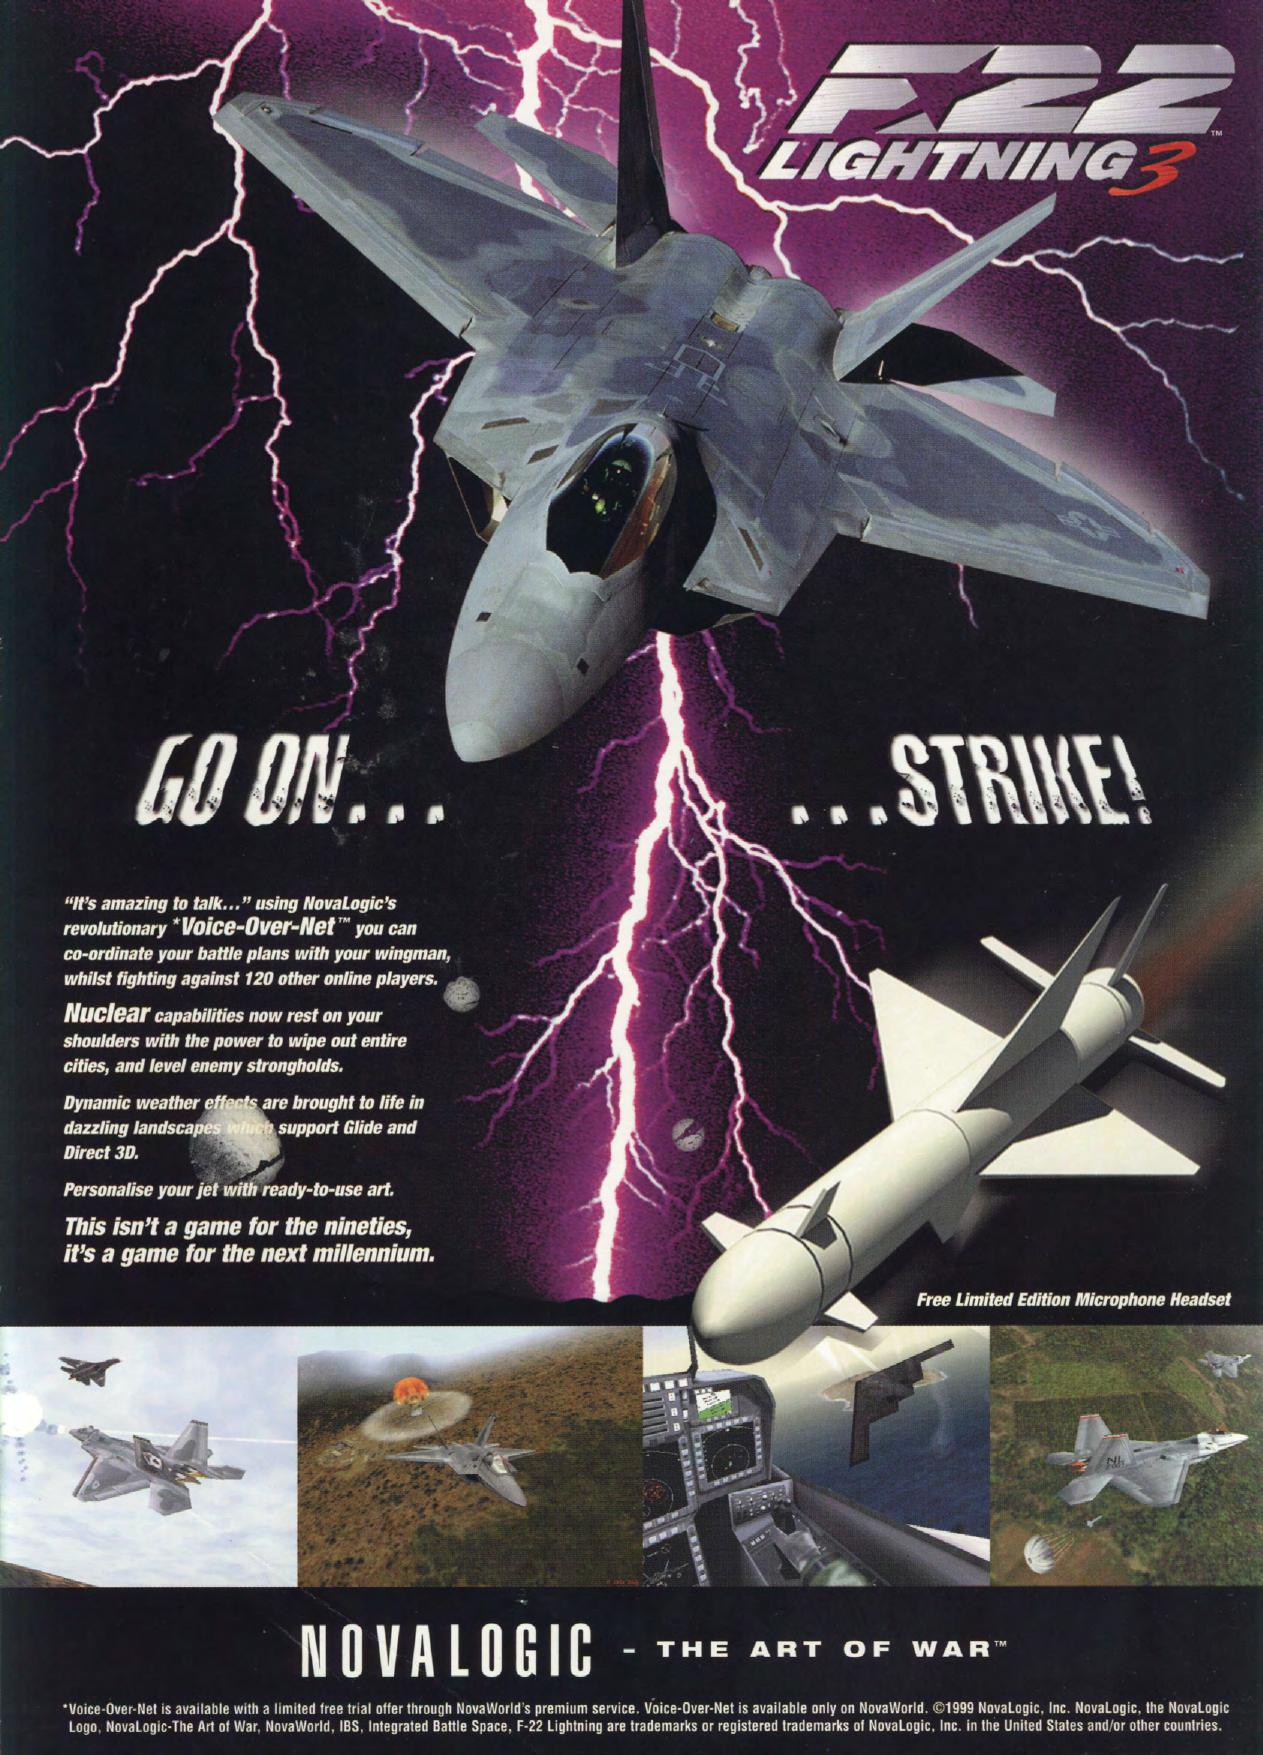 F-22
LIGHTNING 3™
GO ON...
...STRIKE!
“It’s amazing to talk...” using NovaLogic’s
revolutionary *Voice-Over-Net™ you can
co-ordinate your battle plans with your wingman,
whilst fighting against 120 other online players.
Nuclear capabilities now rest on your
shoulders with the power to wipe out entire
cities, and level enemy strongholds.
Dynamic weather effects are brought to life in
dazzling landscapes which support Glide and
Direct 3D.
Personalise your jet with ready-to-use art.
This isn’t a game for the nineties,
it’s a game for the next millennium.
Free Limited Edition Microphone Headset
NOVALOGIC - THE ART OF WAR™
*Voice-Over-Net is available with a limited free trial offer through NovaWorld’s premium service. Voice-Over-Net is available only on NovaWorld. ©1999 NovaLogic, Inc. NovaLogic, the NovaLogic
Logo, NovaLogic-The Art of War, NovaWorld, IBS, Integrated Battle Space, F-22 Lightning are trademarks or registered trademarks of NovaLogic, Inc. in the United States and/or other countries.